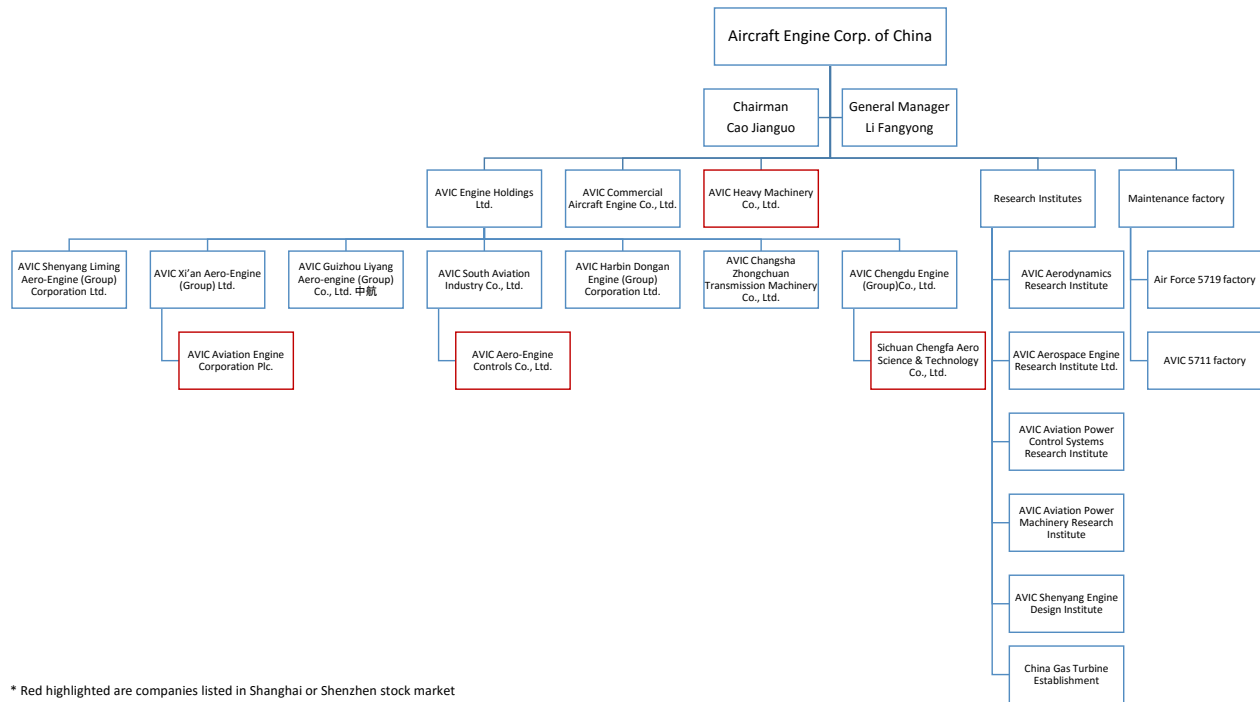 Aircraft Engine Corp. of China
Chairman
Cao Jianguo
General Manager
Li Fangyong
AVIC Engine Holdings
Ltd.
AVIC Commercial
Aircraft Engine Co., Ltd.
AVIC Heavy Machinery
Co., Ltd.
Research Institutes
Maintenance factory
AVIC Shenyang Liming
Aero-Engine (Group)
Corporation Ltd.
AVIC Xi’an Aero-Engine
(Group) Ltd.
AVIC Guizhou Liyang
Aero-engine (Group)
Co., Ltd. 中航
AVIC South Aviation
Industry Co., Ltd.
AVIC Harbin Dongan
Engine (Group)
Corporation Ltd.
AVIC Changsha
Zhongchuan
Transmission Machinery
Co., Ltd.
AVIC Chengdu Engine
(Group)Co., Ltd.
AVIC Aerodynamics
Research Institute
Air Force 5719 factory
AVIC Aviation Engine
Corporation Plc.
AVIC Aero-Engine
Controls Co., Ltd.
Sichuan Chengfa Aero
Science & Technology
Co., Ltd.
AVIC Aerospace Engine
Research Institute Ltd.
AVIC 5711 factory
AVIC Aviation Power
Control Systems
Research Institute
AVIC Aviation Power
Machinery Research
Institute
AVIC Shenyang Engine
Design Institute
China Gas Turbine
Establishment
* Red highlighted are companies listed in Shanghai or Shenzhen stock market